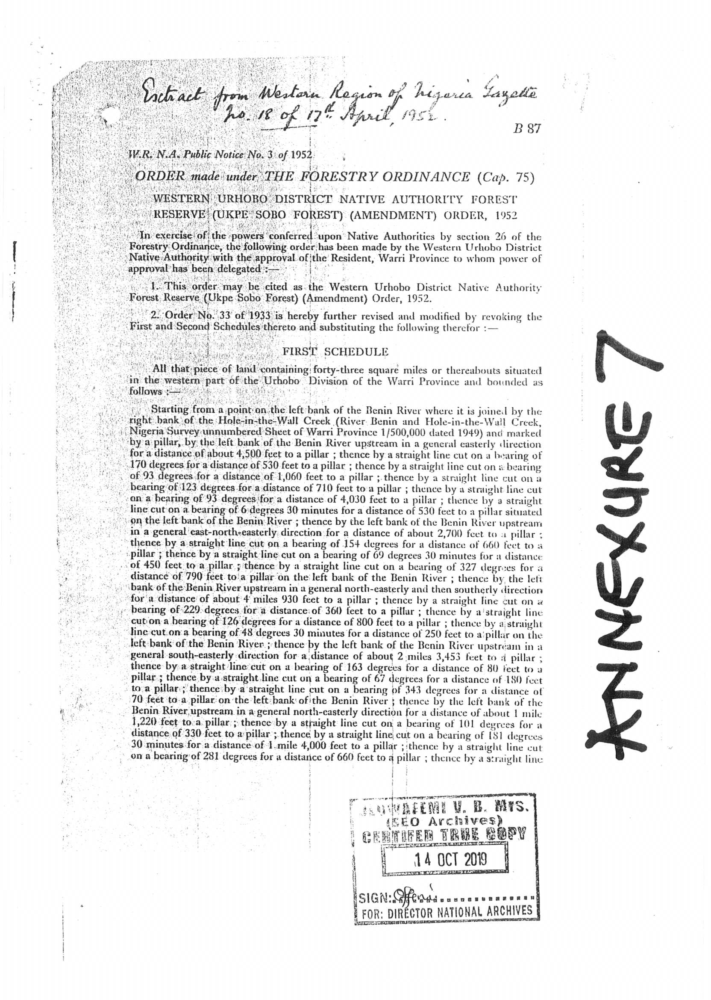 Extract from Western Region of Nigeria Gazette
No. 18 of 17th April, 1952.
B 87
W.R. N.A. Public Notice No. 3 of 1952
ORDER made under THE FORESTRY ORDINANCE (Cap. 75)
WESTERN URHOBO DISTRICT NATIVE AUTHORITY FOREST
RESERVE (UKPE SOBO FOREST) (AMENDMENT) ORDER, 1952
In exercise of the powers conferred upon Native Authorities by section 26 of the
Forestry Ordinance, the following order has been made by the Western Urhobo District
Native Authority with the approval of the Resident, Warri Province to whom power of
approval has been delegated :—
1. This order may be cited as the Western Urhobo District Native Authority
Forest Reserve (Ukpe Sobo Forest) (Amendment) Order, 1952.
2. Order No. 33 of 1933 is hereby further revised and modified by revoking the
First and Second Schedules thereto and substituting the following therefor :—
FIRST SCHEDULE
All that piece of land containing forty-three square miles or thereabouts situated
in the western part of the Urhobo Division of the Warri Province and bounded as
follows :—
Starting from a point on the left bank of the Benin River where it is joined by the
right bank of the Hole-in-the-Wall Creek (River Benin and Hole-in-the-Wall Creek,
Nigeria Survey unnumbered Sheet of Warri Province 1/500,000 dated 1949) and marked
by a pillar, by the left bank of the Benin River upstream in a general easterly direction
for a distance of about 4,500 feet to a pillar ; thence by a straight line cut on a bearing of
170 degrees for a distance of 530 feet to a pillar ; thence by a straight line cut on a bearing
of 93 degrees for a distance of 1,060 feet to a pillar ; thence by a straight line cut on a
bearing of 123 degrees for a distance of 710 feet to a pillar ; thence by a straight line cut
on a bearing of 93 degrees for a distance of 4,030 feet to a pillar ; thence by a straight
line cut on a bearing of 6 degrees 30 minutes for a distance of 530 feet to a pillar situated
on the left bank of the Benin River ; thence by the left bank of the Benin River upstream
in a general east-north-easterly direction for a distance of about 2,700 feet to a pillar ;
thence by a straight line cut on a bearing of 154 degrees for a distance of 660 feet to a
pillar ; thence by a straight line cut on a bearing of 69 degrees 30 minutes for a distance
of 450 feet to a pillar ; thence by a straight line cut on a bearing of 327 degrees for a
distance of 790 feet to a pillar on the left bank of the Benin River ; thence by the left
bank of the Benin River upstream in a general north-easterly and then southerly direction
for a distance of about 4 miles 930 feet to a pillar ; thence by a straight line cut on a
bearing of 229 degrees for a distance of 360 feet to a pillar ; thence by a straight line
cut on a bearing of 126 degrees for a distance of 800 feet to a pillar ; thence by a straight
line cut on a bearing of 48 degrees 30 minutes for a distance of 250 feet to a pillar on the
left bank of the Benin River ; thence by the left bank of the Benin River upstream in a
general south-easterly direction for a distance of about 2 miles 3,453 feet to a pillar ;
thence by a straight line cut on a bearing of 163 degrees for a distance of 80 feet to a
pillar ; thence by a straight line cut on a bearing of 67 degrees for a distance of 180 feet
to a pillar ; thence by a straight line cut on a bearing of 343 degrees for a distance of
70 feet to a pillar on the left bank of the Benin River ; thence by the left bank of the
Benin River upstream in a general north-easterly direction for a distance of about 1 mile
1,220 feet to a pillar ; thence by a straight line cut on a bearing of 101 degrees for a
distance of 330 feet to a pillar ; thence by a straight line cut on a bearing of 181 degrees
30 minutes for a distance of 1 mile 4,000 feet to a pillar ; thence by a straight line cut
on a bearing of 281 degrees for a distance of 660 feet to a pillar ; thence by a straight line
ANNEXURE 7
V. B. Mrs.
(SEO Archives)
CERTIFED TRUE COPY
14 OCT 2019
SIGN:
FOR: DIRECTOR NATIONAL ARCHIVES